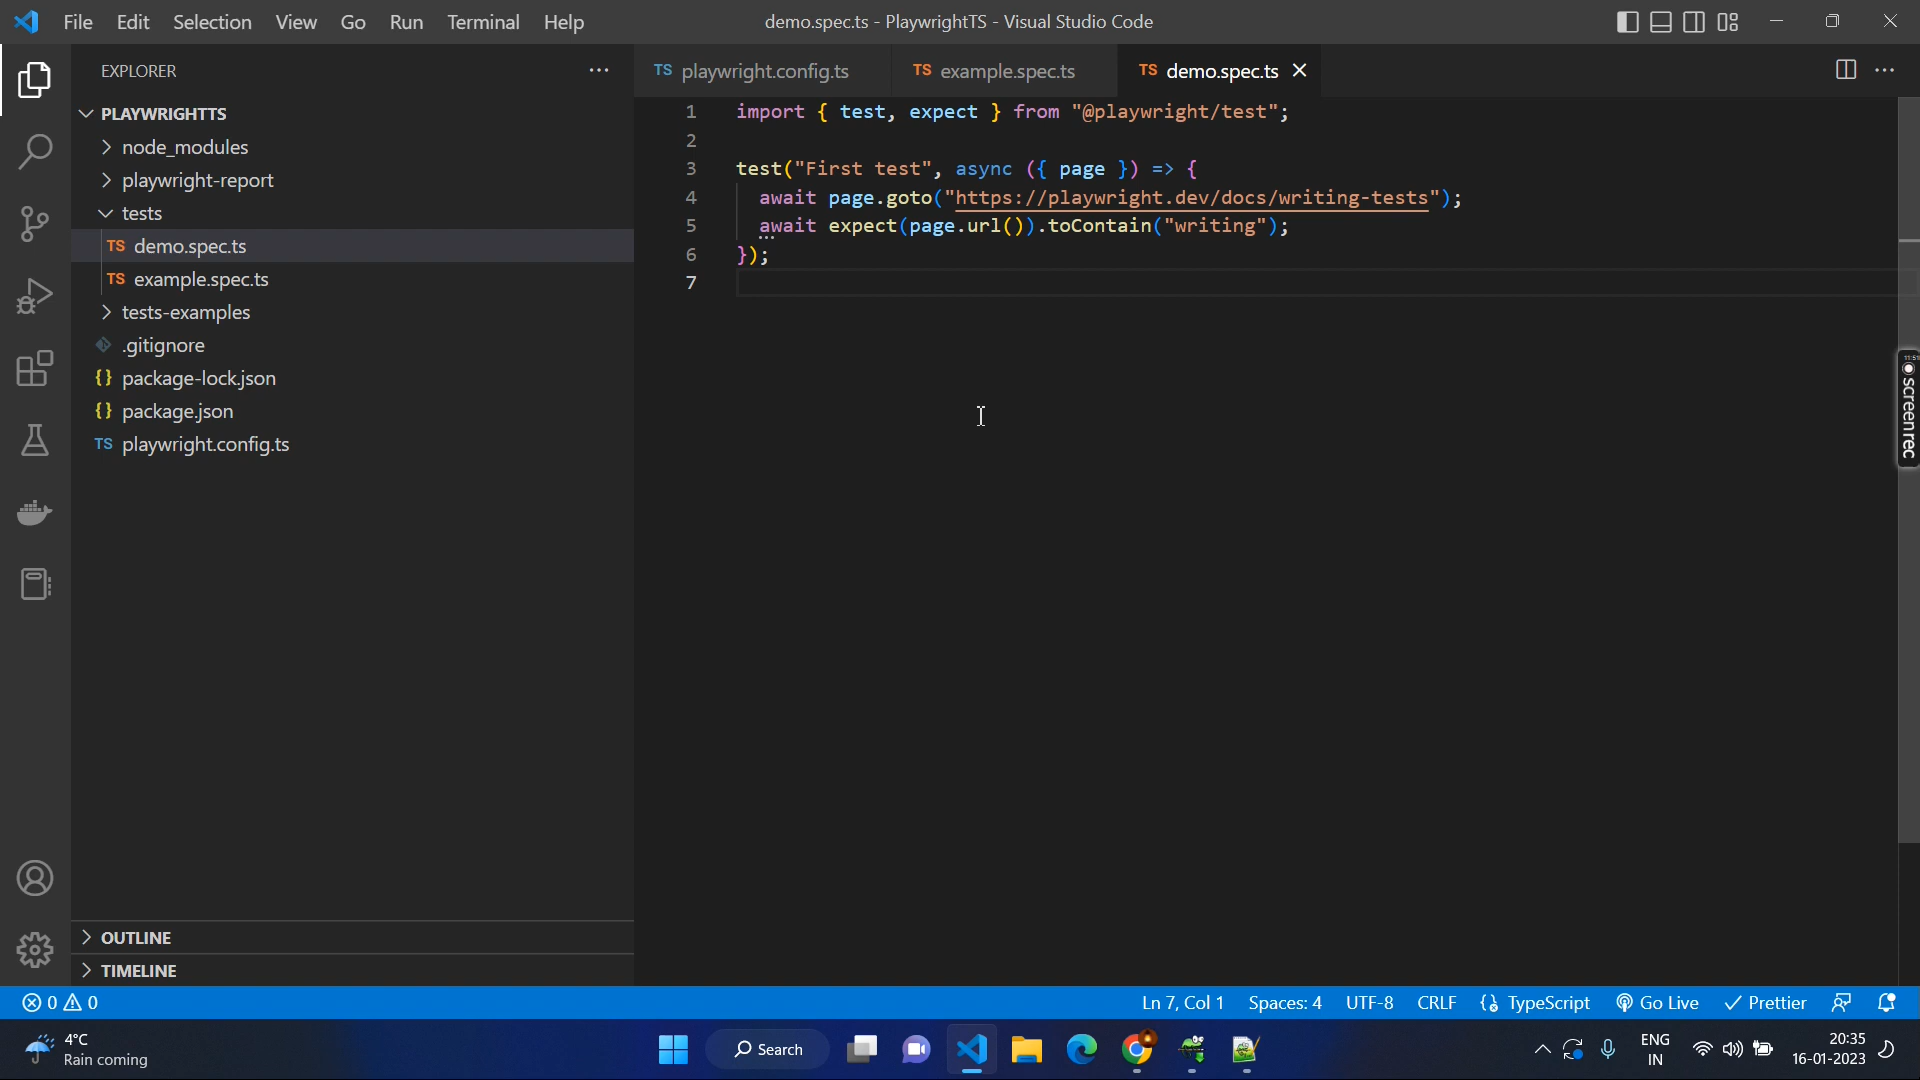 File Edit Selection View Go Run Terminal Help
demo.spec.ts - PlaywrightTS - Visual Studio Code
EXPLORER
PLAYWRIGHTTS
node_modules
playwright-report
tests
TS demo.spec.ts
TS example.spec.ts
tests-examples
.gitignore
{} package-lock.json
{} package.json
TS playwright.config.ts
OUTLINE
TIMELINE
TS playwright.config.ts
TS example.spec.ts
TS demo.spec.ts
1 import { test, expect } from "@playwright/test";
2
3 test("First test", async ({ page }) => {
4 await page.goto("https://playwright.dev/docs/writing-tests");
5 await expect(page.url()).toContain("writing");
6 });
7
11:51
screenrec
0 0
Ln 7, Col 1 Spaces: 4 UTF-8 CRLF {} TypeScript Go Live Prettier
4°C
Rain coming
Search
ENG
IN
20:35
16-01-2023